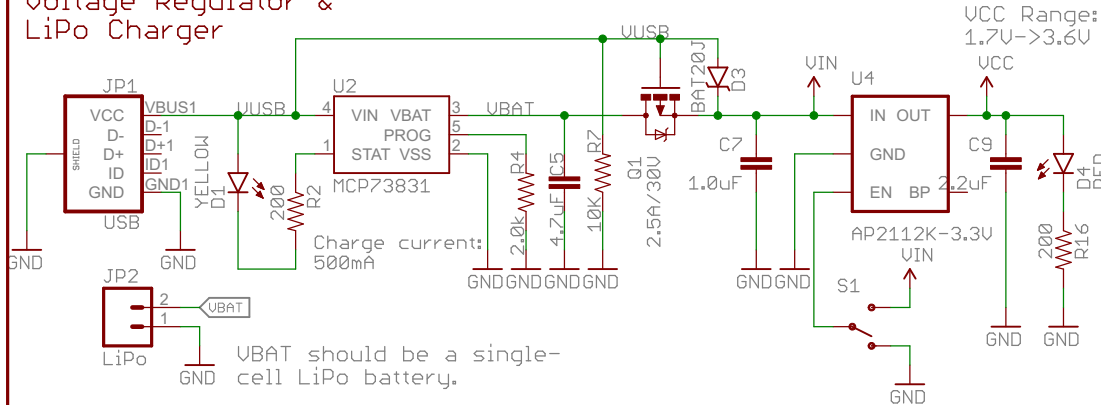 Voltage Regulator &
LiPo Charger
VCC Range:
1.7V->3.6V
VUSB
VIN
VCC
JP1
U2
U4
BAT20J
D3
VCC
VBUS1
VUSB
4
VIN VBAT
3
VBAT
IN OUT
D-
D-1
PROG
5
D+
D+1
1
STAT VSS
2
GND
ID
ID1
GND
GND1
EN BP
SHIELD
USB
MCP73831
YELLOW
D1
200
R2
R4
2.0k
C5
4.7uF
R7
10K
Q1
2.5A/30V
C7
1.0uF
C9
2.2uF
D4
RED
AP2112K-3.3V
200
R16
Charge current:
500mA
GND
GND
GND
GND
GND
GND
GND
GND
VIN
JP2
S1
2
VBAT
1
LiPo
GND
VBAT should be a single-
cell LiPo battery.
GND
GND
GND